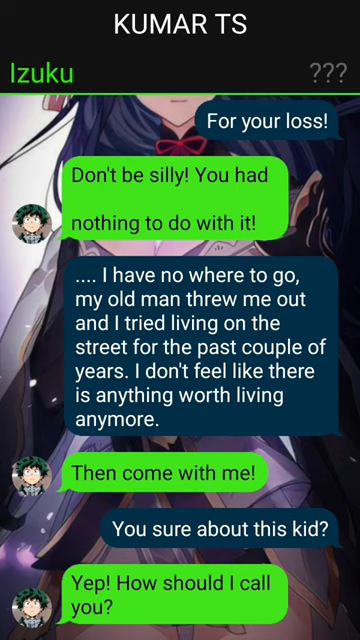 KUMAR TS
Izuku
???
For your loss!
Don't be silly! You had
nothing to do with it!
.... I have no where to go,
my old man threw me out
and I tried living on the
street for the past couple of
years. I don't feel like there
is anything worth living
anymore.
Then come with me!
You sure about this kid?
Yep! How should I call
you?